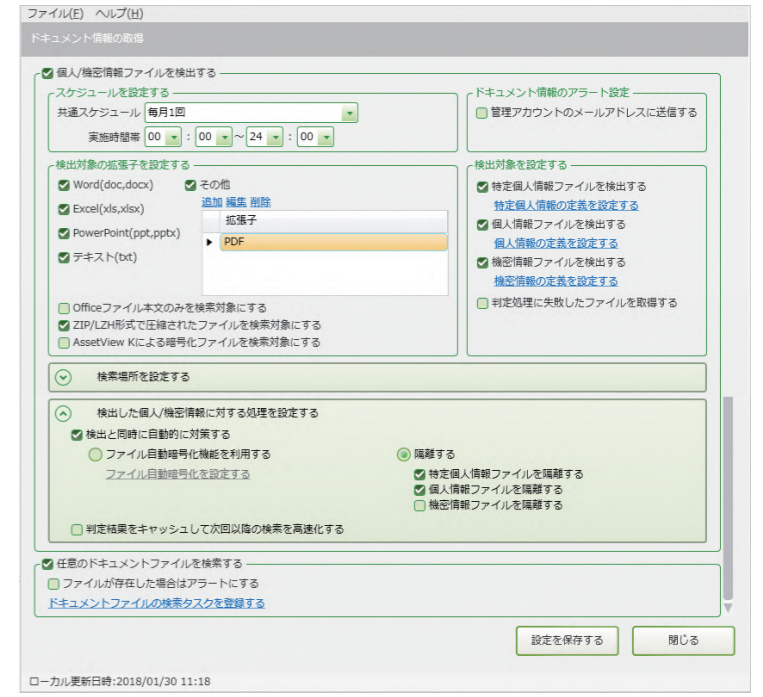 ファイル(F) ヘルプ(H)
ドキュメント情報の取得
個人/機密情報ファイルを検出する
スケジュールを設定する
共通スケジュール 毎月1回
実施時間帯 00 : 00 ~ 24 : 00
ドキュメント情報のアラート設定
管理アカウントのメールアドレスに送信する
検出対象の拡張子を設定する
Word(doc,docx)
Excel(xls,xlsx)
PowerPoint(ppt,pptx)
テキスト(txt)
その他
追加 編集 削除
拡張子
PDF
Officeファイル本文のみを検索対象にする
ZIP/LZH形式で圧縮されたファイルを検索対象にする
AssetView Kによる暗号化ファイルを検索対象にする
検出対象を設定する
特定個人情報ファイルを検出する
特定個人情報の定義を設定する
個人情報ファイルを検出する
個人情報の定義を設定する
機密情報ファイルを検出する
機密情報の定義を設定する
判定処理に失敗したファイルを取得する
検索場所を設定する
検出した個人/機密情報に対する処理を設定する
検出と同時に自動的に対策する
ファイル自動暗号化機能を利用する
ファイル自動暗号化を設定する
隔離する
特定個人情報ファイルを隔離する
個人情報ファイルを隔離する
機密情報ファイルを隔離する
判定結果をキャッシュして次回以降の検索を高速化する
任意のドキュメントファイルを検索する
ファイルが存在した場合はアラートにする
ドキュメントファイルの検索タスクを登録する
設定を保存する
閉じる
ローカル更新日時:2018/01/30 11:18